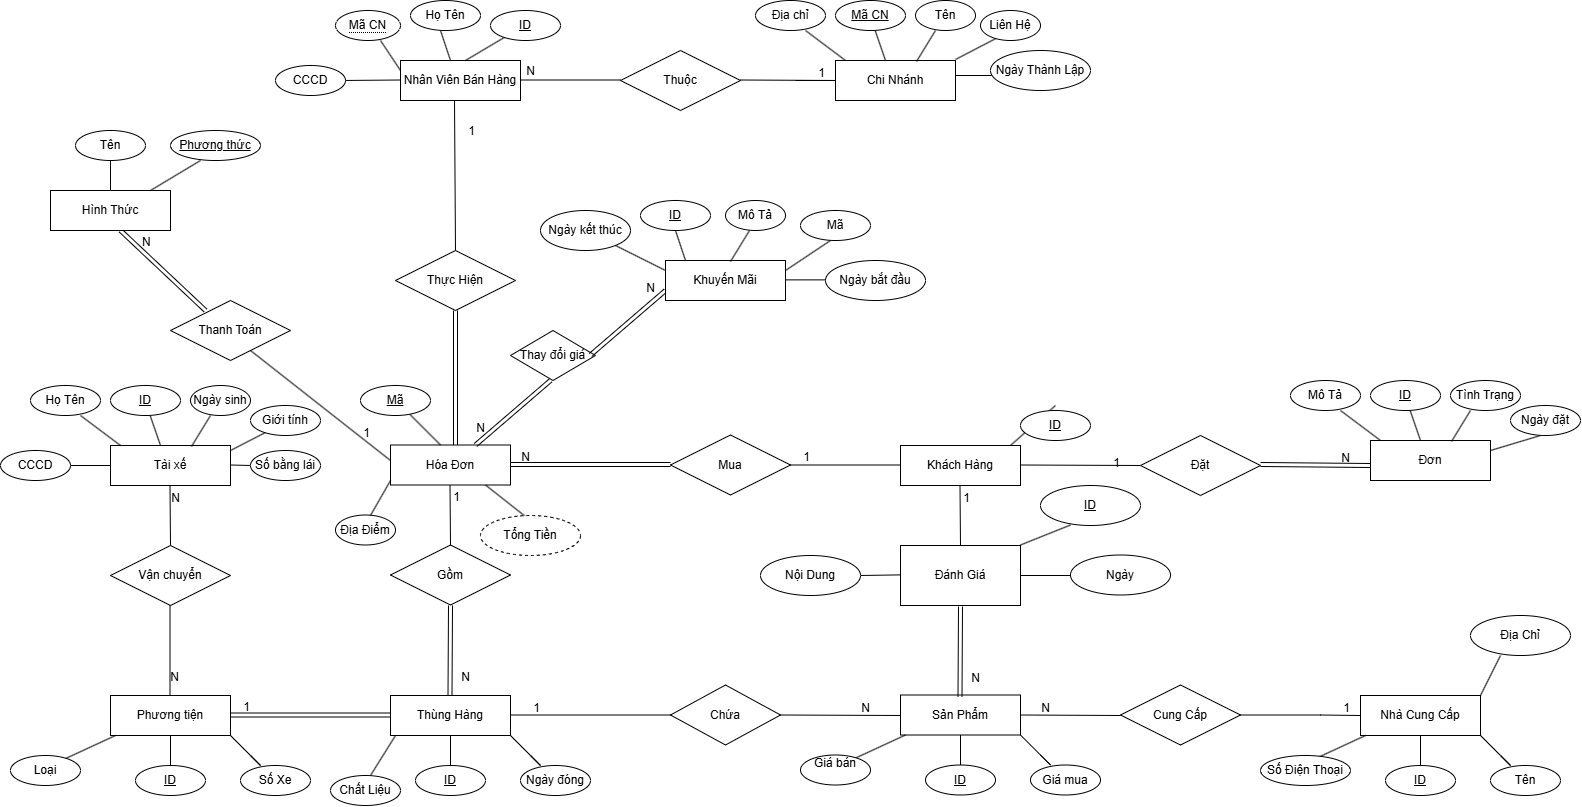 Mã CN
Họ Tên
ID
Địa chỉ
Mã CN
Tên
Liên Hệ
CCCD
Nhân Viên Bán Hàng
N
Thuộc
1
Chi Nhánh
Ngày Thành Lập
1
Tên
Phương thức
Hình Thức
N
Ngày kết thúc
ID
Mô Tả
Mã
Thực Hiện
Khuyến Mãi
Ngày bắt đầu
N
Thanh Toán
Thay đổi giá
Họ Tên
ID
Ngày sinh
Giới tính
Mã
1
N
ID
Mô Tả
ID
Tình Trạng
Ngày đặt
CCCD
Tài xế
Số bằng lái
Hóa Đơn
N
Mua
1
Khách Hàng
1
Đặt
N
Đơn
N
Địa Điểm
1
Tổng Tiền
1
ID
Vận chuyển
Gồm
Nội Dung
Đánh Giá
Ngày
Địa Chỉ
N
N
N
Phương tiện
1
Thùng Hàng
1
Chứa
N
Sản Phẩm
N
Cung Cấp
1
Nhà Cung Cấp
Loại
ID
Số Xe
Chất Liệu
ID
Ngày đóng
Giá bán
ID
Giá mua
Số Điện Thoại
ID
Tên